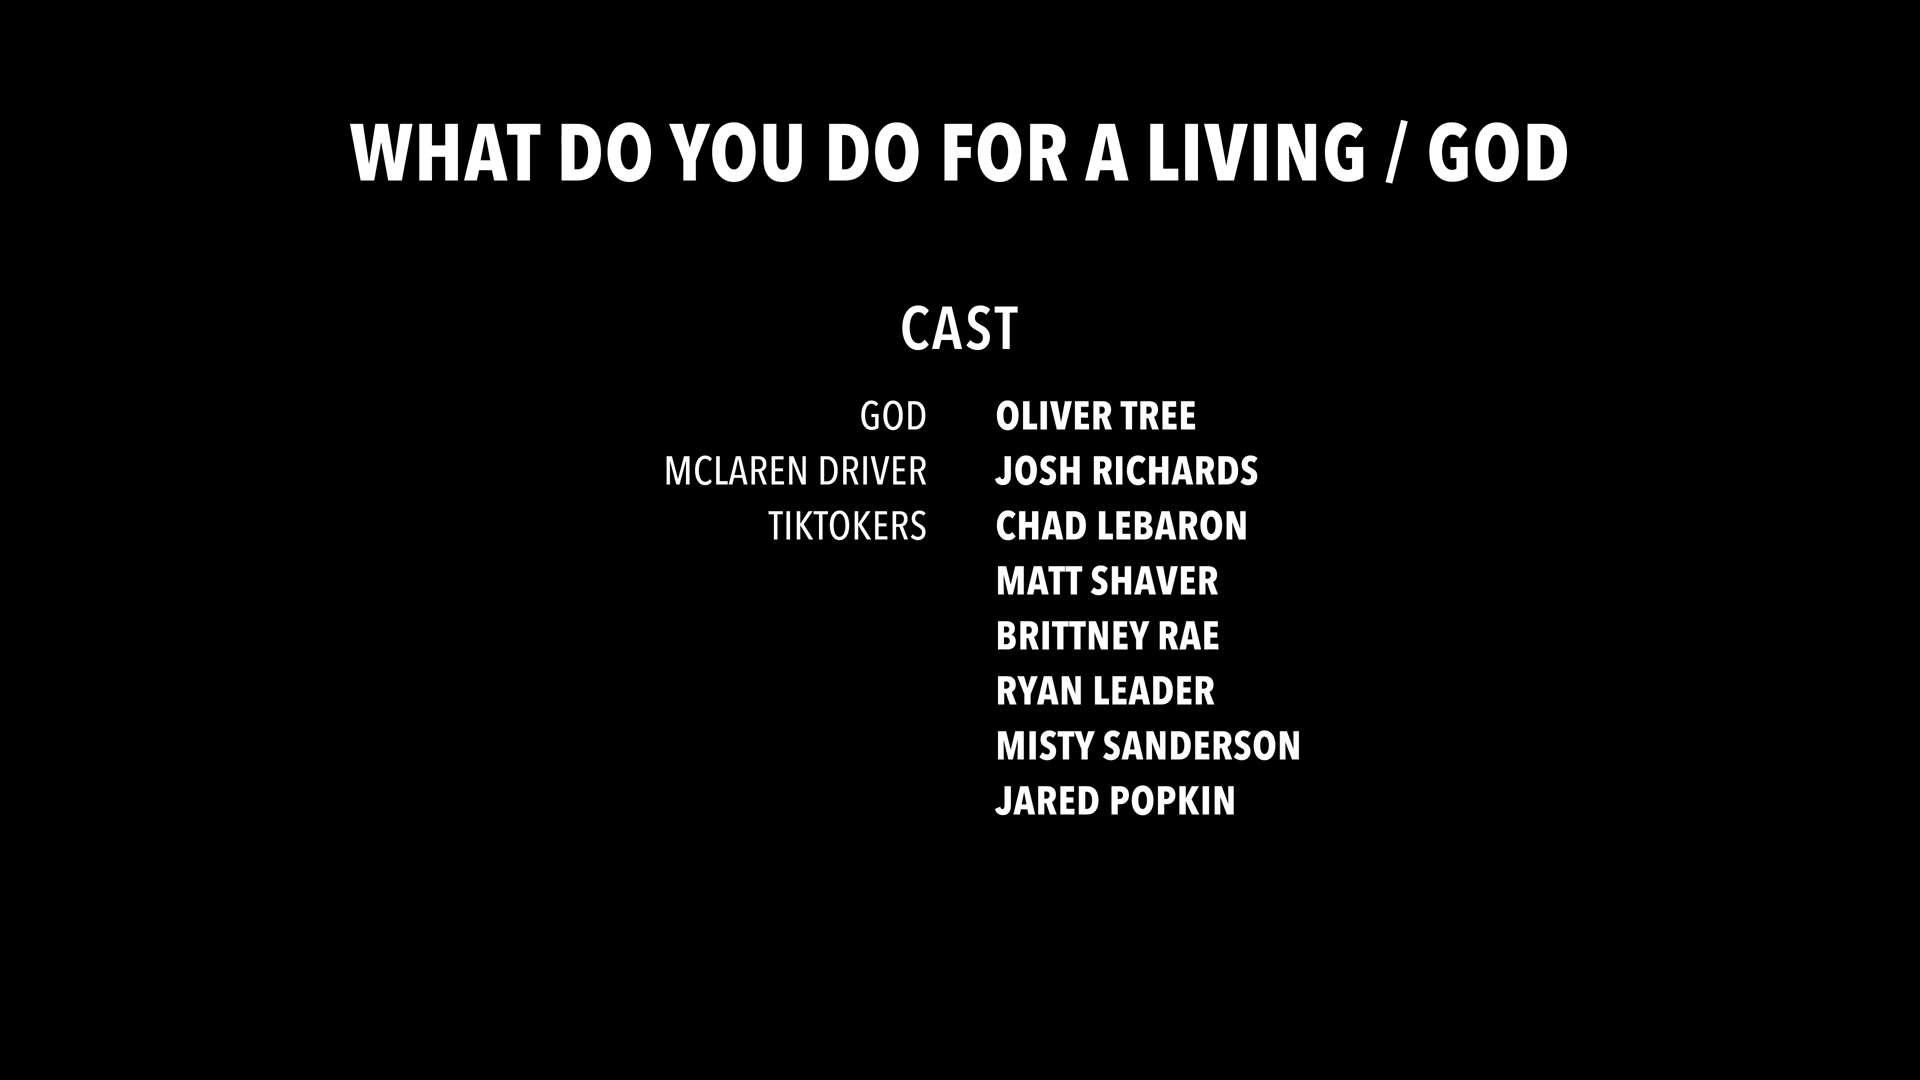 WHAT DO YOU DO FOR A LIVING / GOD
CAST
GOD OLIVER TREE
MCLAREN DRIVER JOSH RICHARDS
TIKTOKERS CHAD LEBARON
MATT SHAVER
BRITTNEY RAE
RYAN LEADER
MISTY SANDERSON
JARED POPKIN